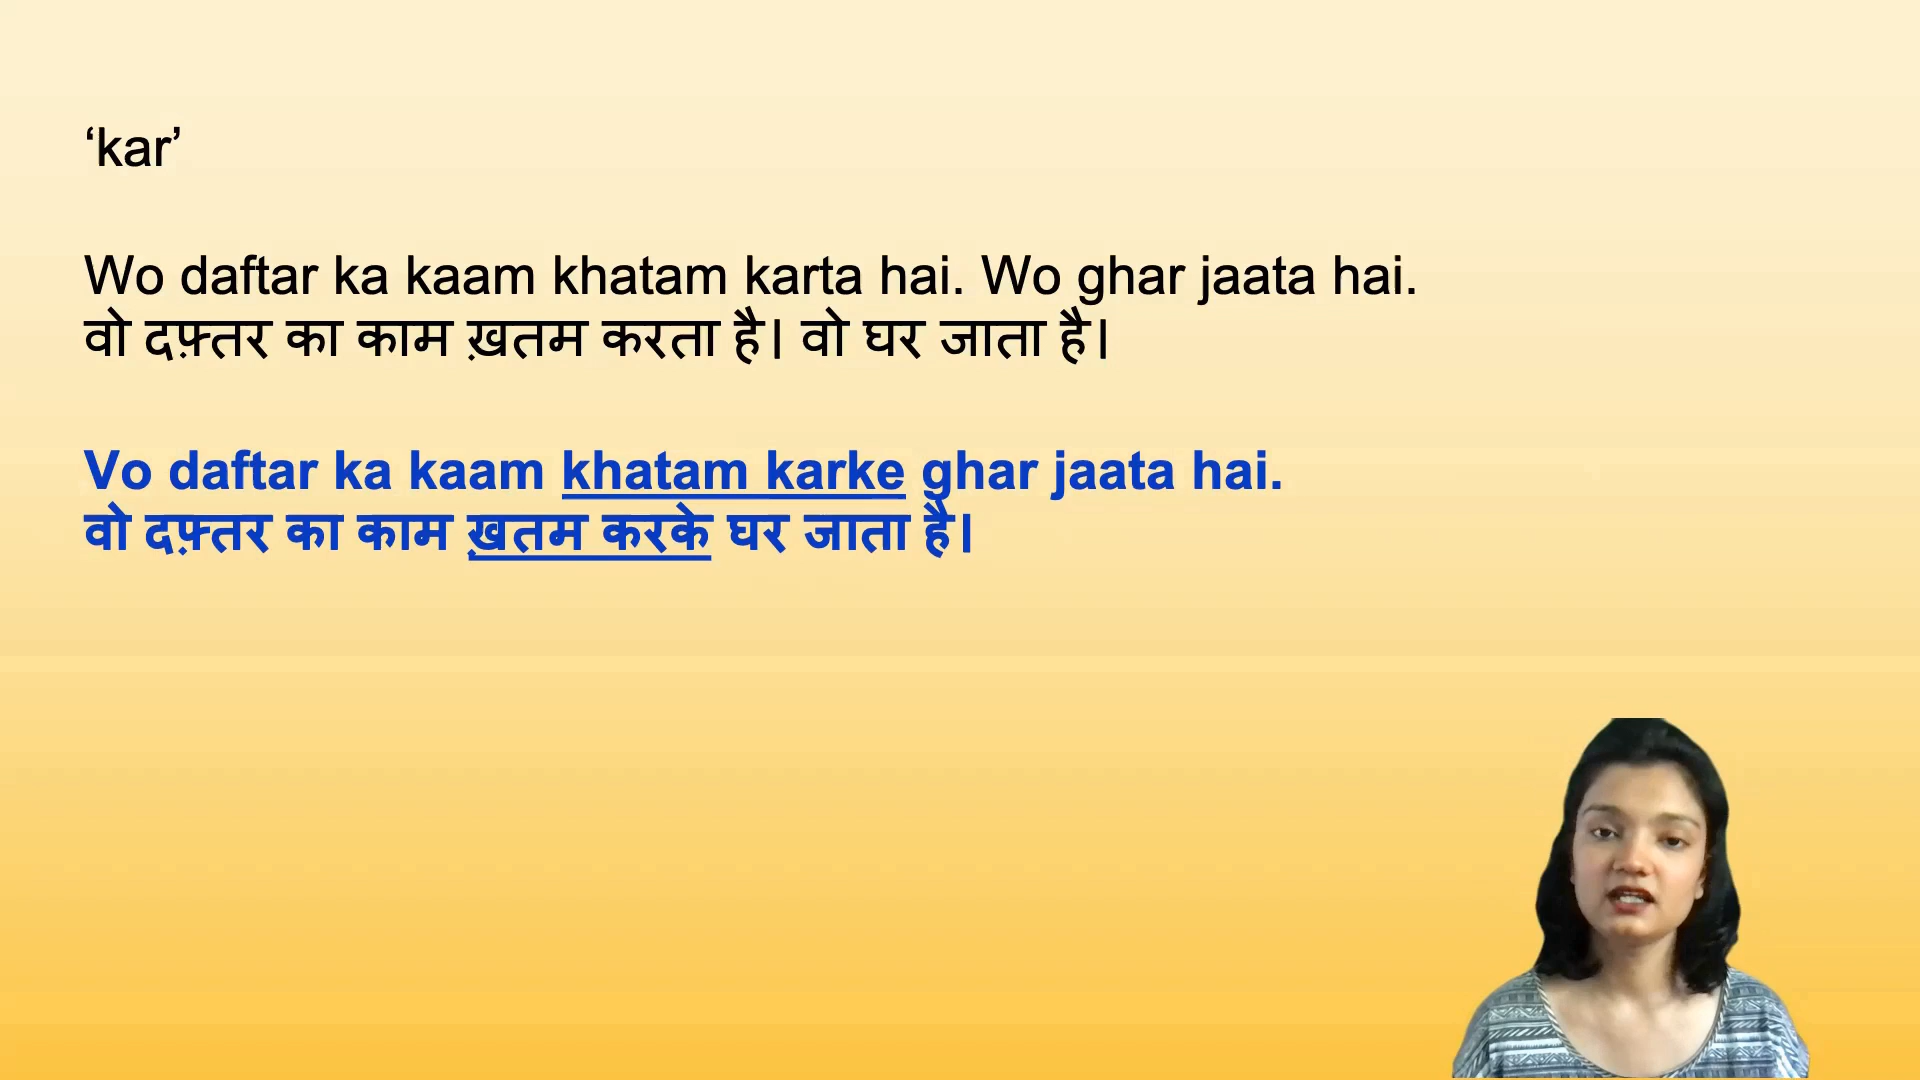 ‘kar’
Wo daftar ka kaam khatam karta hai. Wo ghar jaata hai.
वो दफ़्तर का काम ख़तम करता है। वो घर जाता है।
Vo daftar ka kaam khatam karke ghar jaata hai.
वो दफ़्तर का काम ख़तम करके घर जाता है।